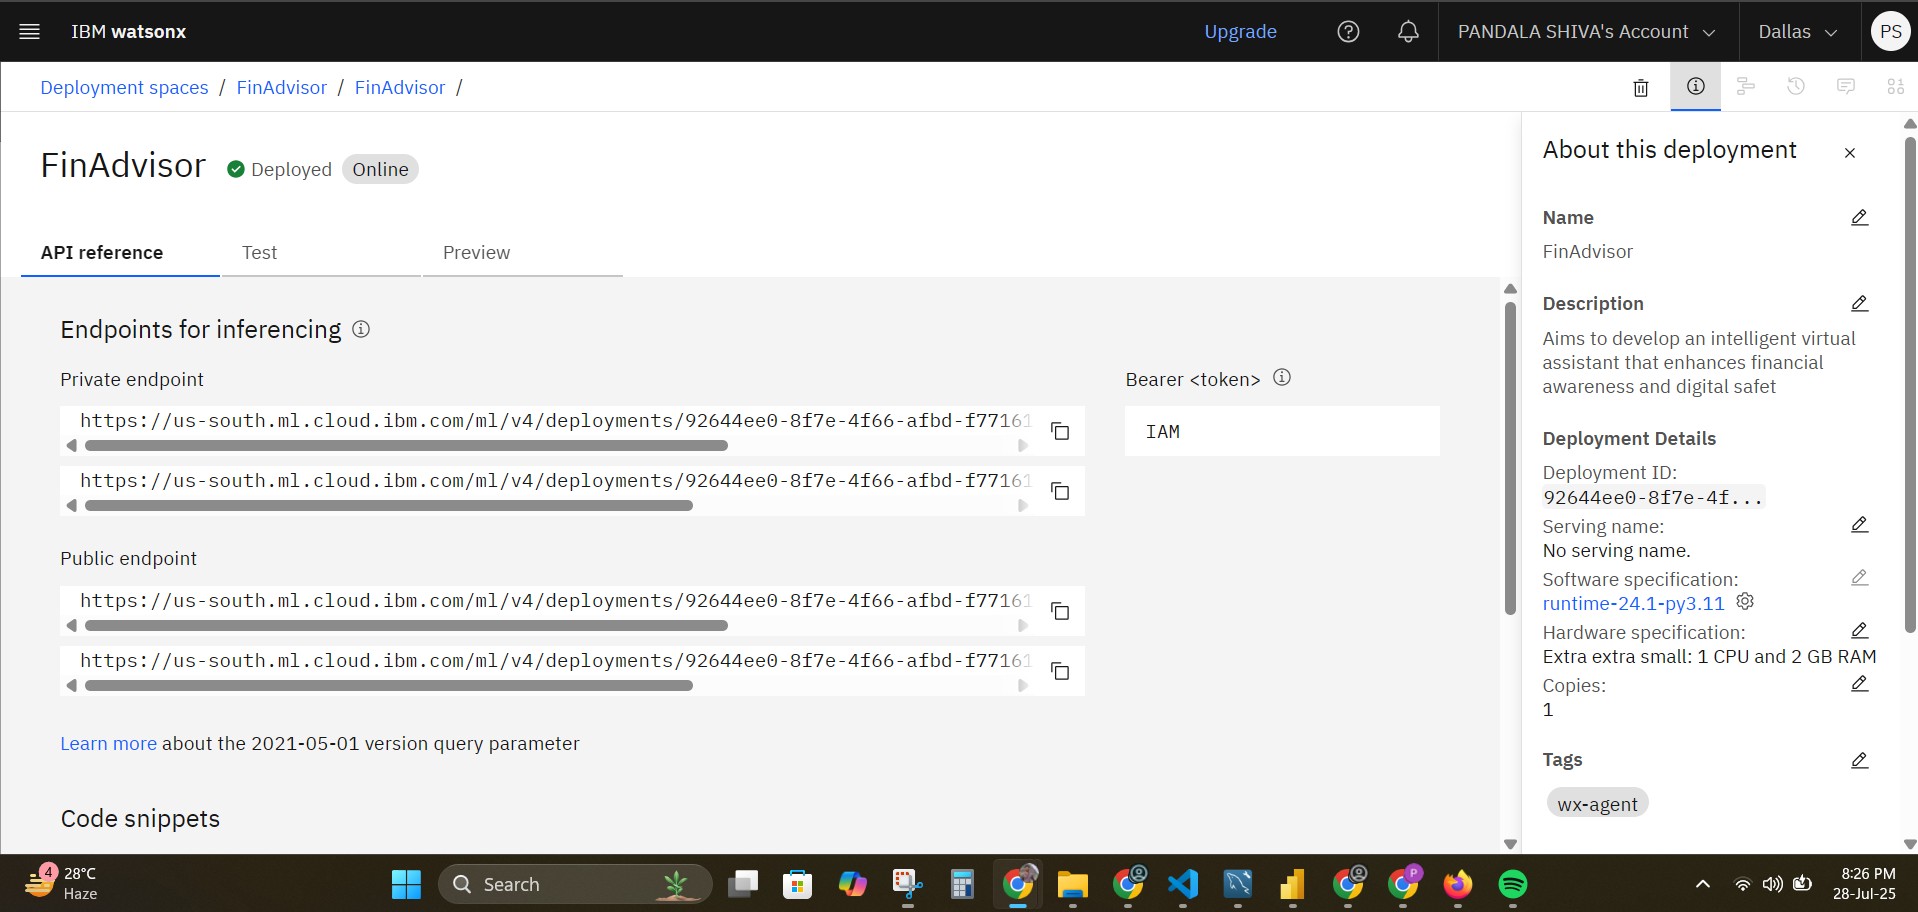 IBM watsonx
Upgrade
PANDALA SHIVA's Account
Dallas
PS
Deployment spaces / FinAdvisor / FinAdvisor /
FinAdvisor
Deployed
Online
API reference
Test
Preview
Endpoints for inferencing
Private endpoint
https://us-south.ml.cloud.ibm.com/ml/v4/deployments/92644ee0-8f7e-4f66-afbd-f77161
https://us-south.ml.cloud.ibm.com/ml/v4/deployments/92644ee0-8f7e-4f66-afbd-f77161
Public endpoint
https://us-south.ml.cloud.ibm.com/ml/v4/deployments/92644ee0-8f7e-4f66-afbd-f77161
https://us-south.ml.cloud.ibm.com/ml/v4/deployments/92644ee0-8f7e-4f66-afbd-f77161
Bearer <token>
IAM
Learn more about the 2021-05-01 version query parameter
Code snippets
About this deployment
Name
FinAdvisor
Description
Aims to develop an intelligent virtual
assistant that enhances financial
awareness and digital safet
Deployment Details
Deployment ID:
92644ee0-8f7e-4f...
Serving name:
No serving name.
Software specification:
runtime-24.1-py3.11
Hardware specification:
Extra extra small: 1 CPU and 2 GB RAM
Copies:
1
Tags
wx-agent
4
28°C
Haze
Search
P
8:26 PM
28-Jul-25